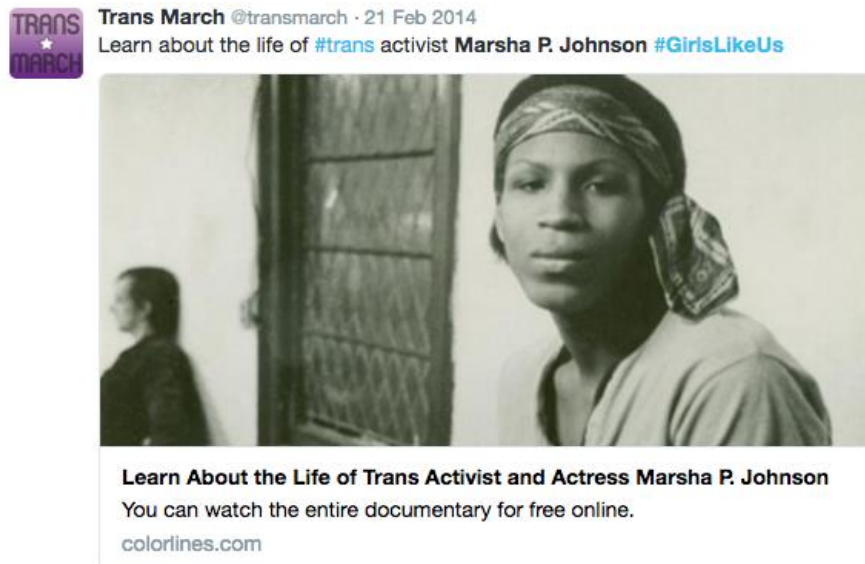 TRANS
MARCH
Trans March @transmarch · 21 Feb 2014
Learn about the life of #trans activist Marsha P. Johnson #GirlsLikeUs
Learn About the Life of Trans Activist and Actress Marsha P. Johnson
You can watch the entire documentary for free online.
colorlines.com